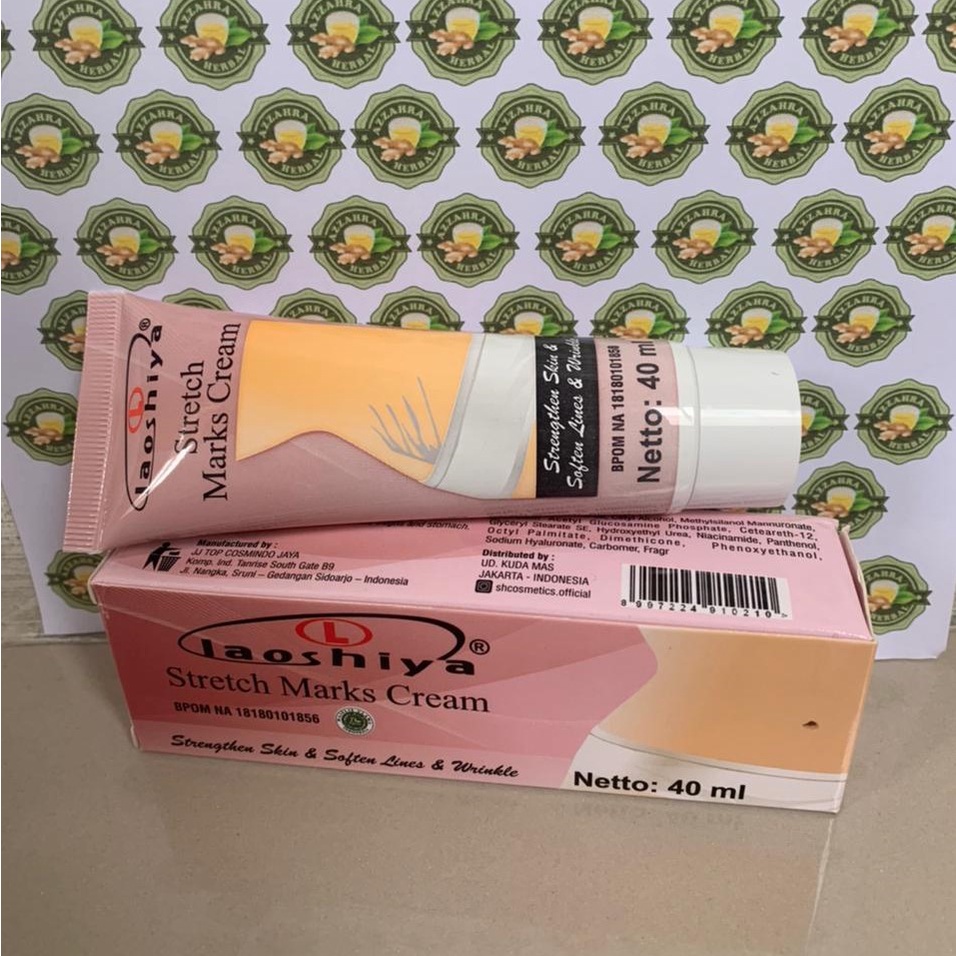 AZZAHRA HERBAL
laoshiya®
Stretch
Marks Cream
Strengthen Skin &
Soften Lines & Wrinkle
BPOM NA 18180101856
Netto: 40 ml
and stomach.
Manufactured by :
JJ TOP COSMINDO JAYA
Komp. Ind. Tanrise South Gate B9
Jl. Nangka, Sruni – Gedangan Sidoarjo – Indonesia
Acetyl Glucosamine Phosphate, Ceteareth-12,
Alcohol, Methylsilanol Mannuronate,
Glyceryl Stearate SE, Hydroxyethyl Urea, Niacinamide, Panthenol,
Octyl Palmitate, Dimethicone, Phenoxyethanol,
Sodium Hyaluronate, Carbomer, Fragr
Distributed by :
UD. KUDA MAS
JAKARTA - INDONESIA
shcosmetics.official
8 997224 910210 >
L
laoshiya®
Stretch Marks Cream
BPOM NA 18180101856
Strengthen Skin & Soften Lines & Wrinkle
Netto: 40 ml